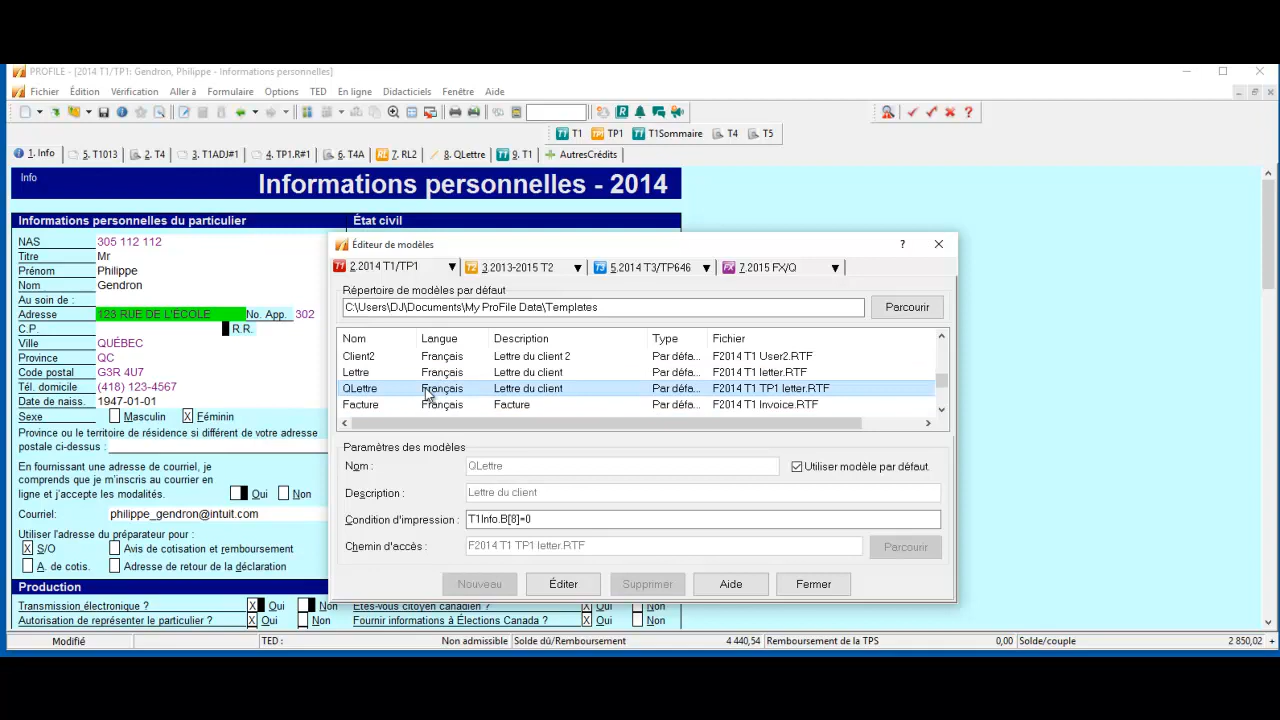 PROFILE - [2014 T1/TP1: Gendron, Philippe - Informations personnelles]
Fichier Édition Vérification Aller à Formulaire Options TED En ligne Didacticiels Fenêtre Aide
T1 TP1 T1Sommaire T4 T5
1. Info 5. T1013 2. T4 3. T1ADJ#1 4. TP1.R#1 6. T4A 7. RL2 8. QLettre 9. T1 AutresCrédits
Info Informations personnelles - 2014
Informations personnelles du particulier État civil
NAS 305 112 112
Titre Mr
Prénom Philippe
Nom Gendron
Au soin de :
Adresse 123 RUE DE L'ÉCOLE No. App. 302
C.P. R.R.
Ville QUÉBEC
Province QC
Code postal G3R 4U7
Tél. domicile (418) 123-4567
Date de naiss. 1947-01-01
Sexe Masculin X Féminin
Province ou le territoire de résidence si différent de votre adresse
postale ci-dessous :
En fournissant une adresse de courriel, je
comprends que je m'inscris au courrier en
ligne et j'accepte les modalités. Oui Non
Courriel: philippe_gendron@intuit.com
Utiliser l'adresse du préparateur pour :
X S/O Avis de cotisation et remboursement
A. de cotis. Adresse de retour de la déclaration
Production
Transmission électronique ? X Oui Non Êtes-vous citoyen canadien ? X Oui Non
Autorisation de représenter le particulier ? X Oui Non Fournir informations à Élections Canada ? X Oui Non
Éditeur de modèles ?
2.2014 T1/TP1 3.2013-2015 T2 5.2014 T3/TP646 7.2015 FX/Q
Répertoire de modèles par défaut
C:\Users\DJ\Documents\My ProFile Data\Templates Parcourir
Nom Langue Description Type Fichier
Client2 Français Lettre du client 2 Par défa... F2014 T1 User2.RTF
Lettre Français Lettre du client Par défa... F2014 T1 letter.RTF
QLettre Français Lettre du client Par défa... F2014 T1 TP1 letter.RTF
Facture Français Facture Par défa... F2014 T1 Invoice.RTF
Paramètres des modèles
Nom : QLettre Utiliser modèle par défaut.
Description : Lettre du client
Condition d'impression : T1Info.B[8]=0
Chemin d'accès : F2014 T1 TP1 letter.RTF Parcourir
Nouveau Éditer Supprimer Aide Fermer
Modifié TED : Non admissible Solde dû/Remboursement 4 440,54 Remboursement de la TPS 0,00 Solde/couple 2 850,02 +